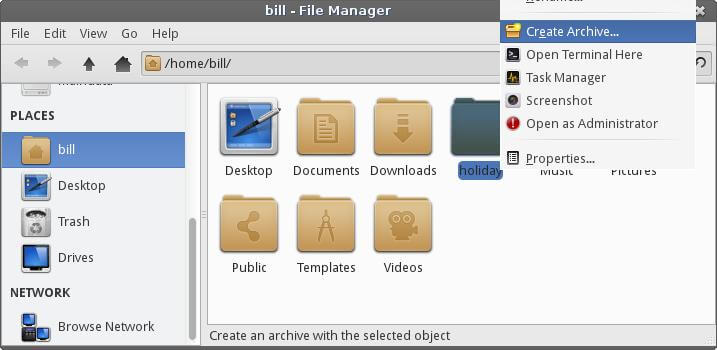 bill - File Manager
File Edit View Go Help
/home/bill/
PLACES
bill
Desktop
Trash
Drives
NETWORK
Browse Network
Desktop Documents Downloads holiday Music Pictures
Public Templates Videos
Create Archive...
Open Terminal Here
Task Manager
Screenshot
Open as Administrator
Properties...
Create an archive with the selected object